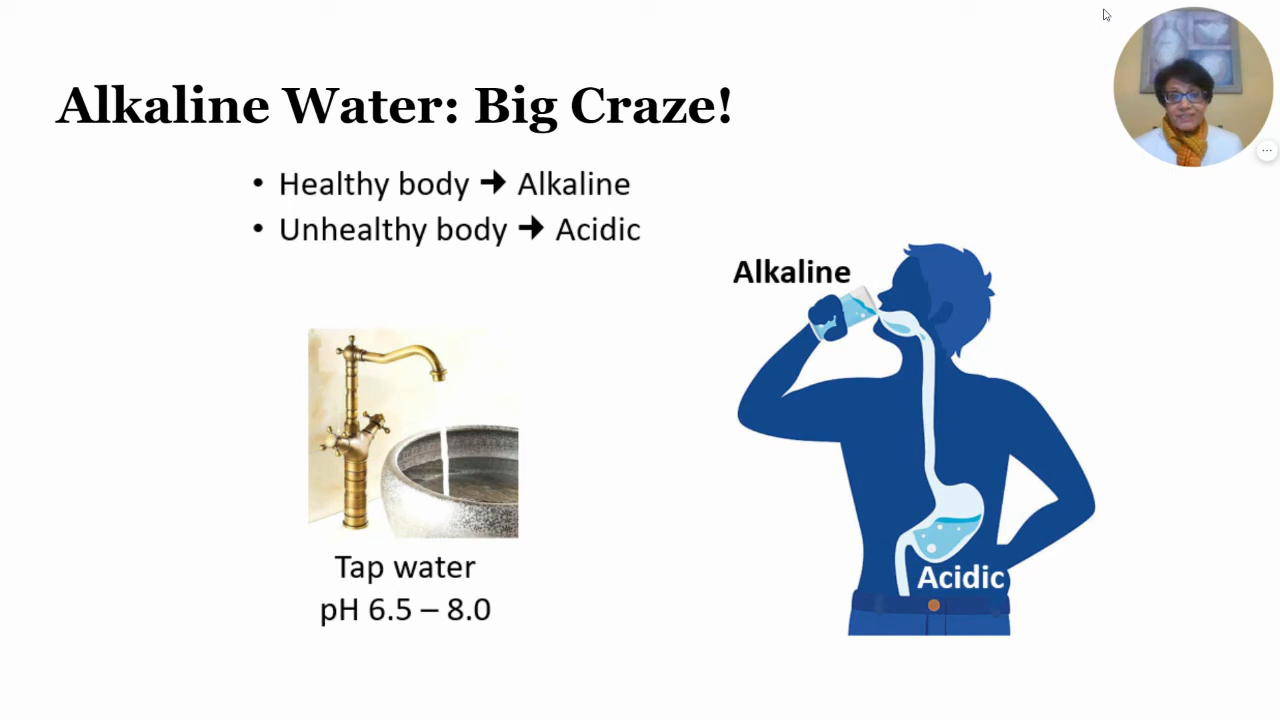 Alkaline Water: Big Craze!
• Healthy body → Alkaline
• Unhealthy body → Acidic
Alkaline
Acidic
Tap water
pH 6.5 – 8.0